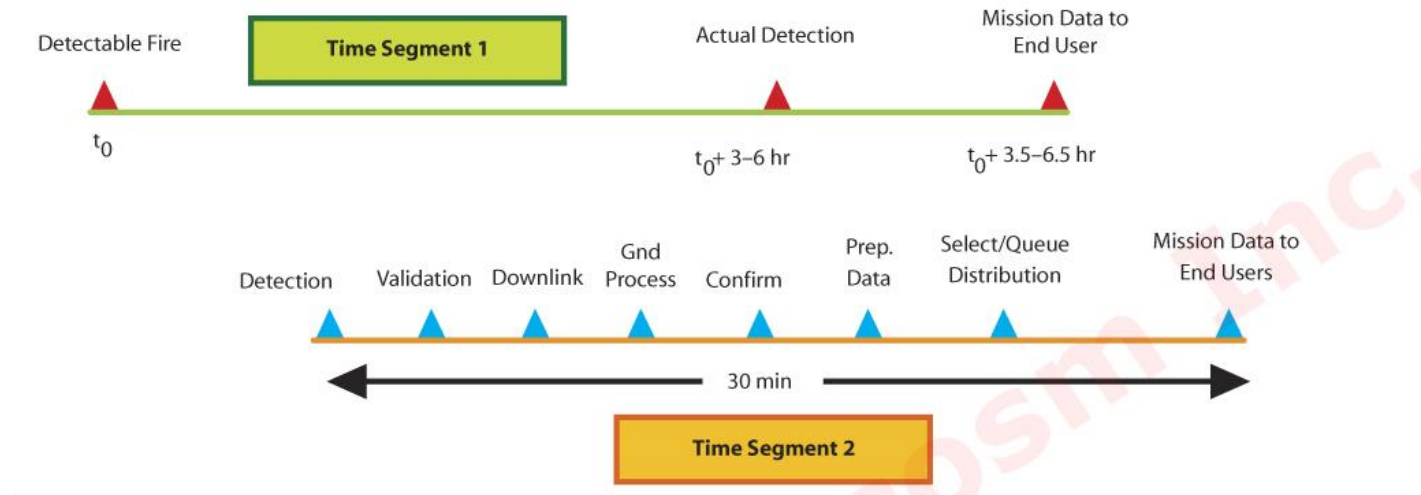 Detectable Fire
Time Segment 1
Actual Detection
Mission Data to
End User
t0
t0+ 3–6 hr
t0+ 3.5–6.5 hr
Detection
Validation
Downlink
Gnd
Process
Confirm
Prep.
Data
Select/Queue
Distribution
Mission Data to
End Users
30 min
Time Segment 2
osm Inc.